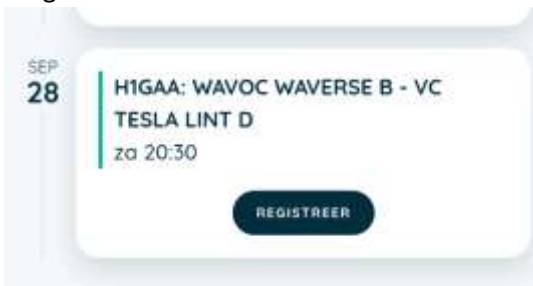 SEP
28
H1GAA: WAVOC WAVERSE B - VC
TESLA LINT D
za 20:30
REGISTREER